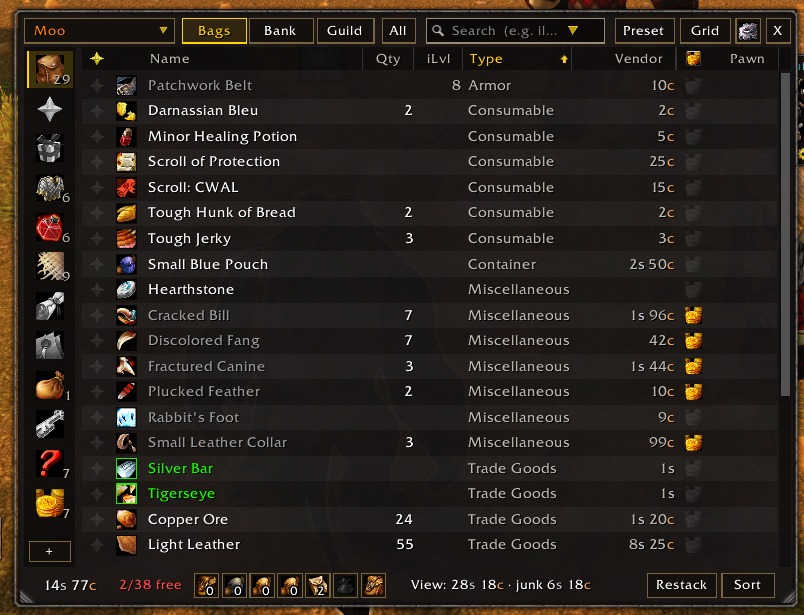 Moo Bags Bank Guild All Search (e.g. il... Preset Grid X
29 Name Qty iLvl Type Vendor Pawn
Patchwork Belt 8 Armor 10c
Darnassian Bleu 2 Consumable 2c
Minor Healing Potion Consumable 5c
Scroll of Protection Consumable 25c
Scroll: CWAL Consumable 15c
6
Tough Hunk of Bread 2 Consumable 2c
Tough Jerky 3 Consumable 3c
6
Small Blue Pouch Container 2s 50c
9
Hearthstone Miscellaneous
Cracked Bill 7 Miscellaneous 1s 96c
Discolored Fang 7 Miscellaneous 42c
Fractured Canine 3 Miscellaneous 1s 44c
Plucked Feather 2 Miscellaneous 10c
1
Rabbit's Foot Miscellaneous 9c
Small Leather Collar 3 Miscellaneous 99c
Silver Bar Trade Goods 1s
7
Tigerseye Trade Goods 1s
7
Copper Ore 24 Trade Goods 1s 20c
Light Leather 55 Trade Goods 8s 25c
+
14s 77c 2/38 free 0 0 0 0 2 0 View: 28s 18c · junk 6s 18c Restack Sort